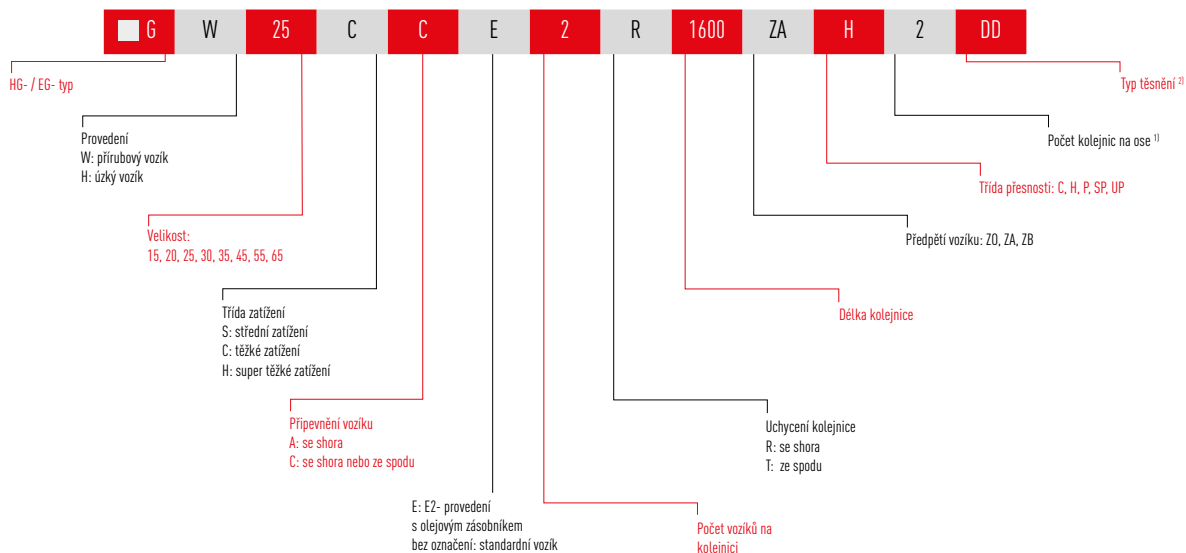 G W 25 C C E 2 R 1600 ZA H 2 DD
HG- / EG- typ
Typ těsnění 2)
Provedení
W: přírubový vozík
H: úzký vozík
Počet kolejnic na ose 1)
Třída přesnosti: C, H, P, SP, UP
Velikost:
15, 20, 25, 30, 35, 45, 55, 65
Předpětí vozíku: Z0, ZA, ZB
Třída zatížení
S: střední zatížení
C: těžké zatížení
H: super těžké zatížení
Délka kolejnice
Připevnění vozíku
A: se shora
C: se shora nebo ze spodu
Uchycení kolejnice
R: se shora
T: ze spodu
E: E2- provedení
s olejovým zásobníkem
bez označení: standardní vozík
Počet vozíků na
kolejnici